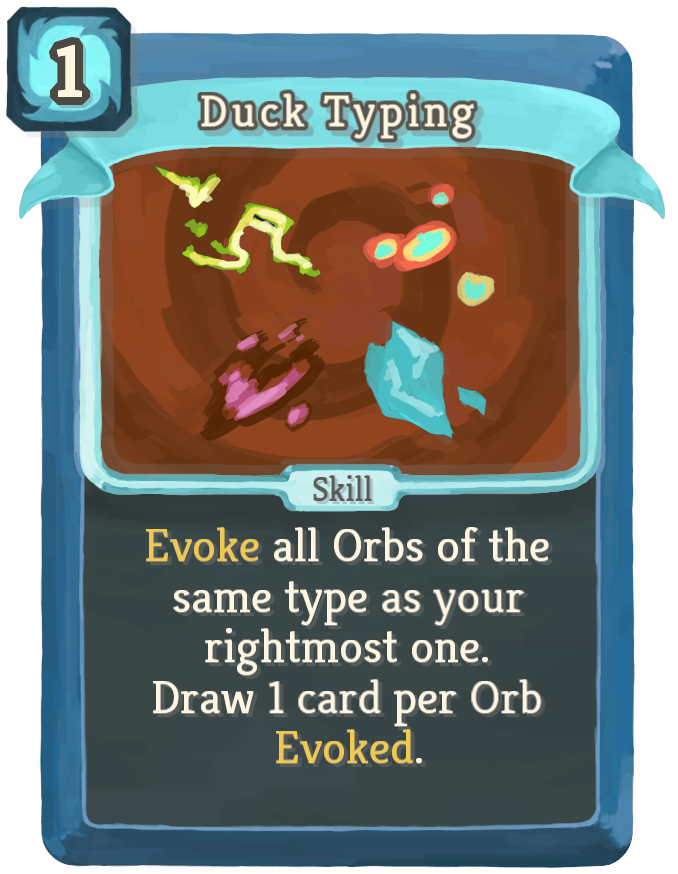 1
Duck Typing
Skill
Evoke all Orbs of the
same type as your
rightmost one.
Draw 1 card per Orb
Evoked.